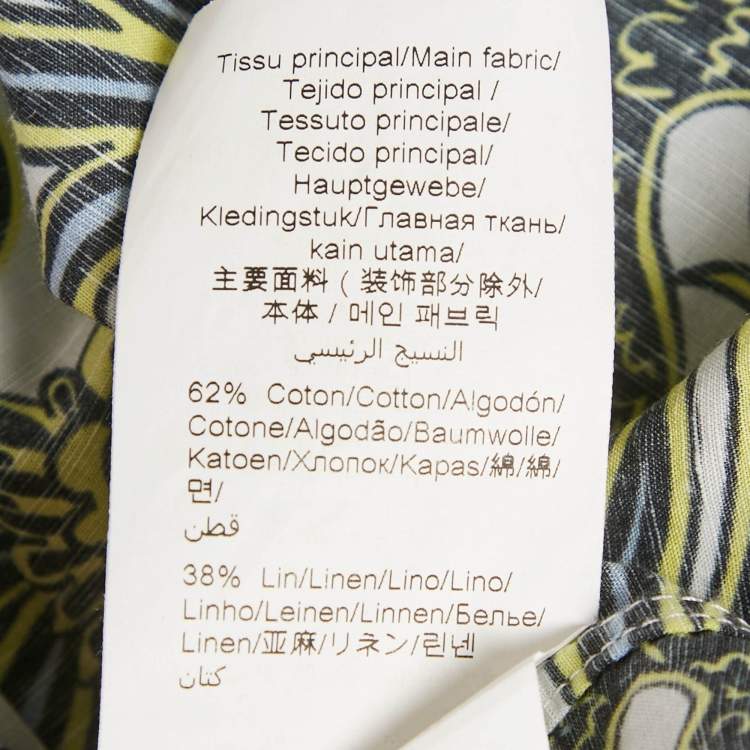 Tissu principal/Main fabric/
Tejido principal /
Tessuto principale/
Tecido principal/
Hauptgewebe/
Kledingstuk/Главная ткань/
kain utama/
主要面料 ( 装饰部分除外/
本体 / 메인 패브릭
النسيج الرئيسي
62% Coton/Cotton/Algodón/
Cotone/Algodão/Baumwolle/
Katoen/Хлопок/Kapas/綿/綿/
면/
قطن
38% Lin/Linen/Lino/Lino/
Linho/Leinen/Linnen/Белье/
Linen/亚麻/リネン/린넨
كتان